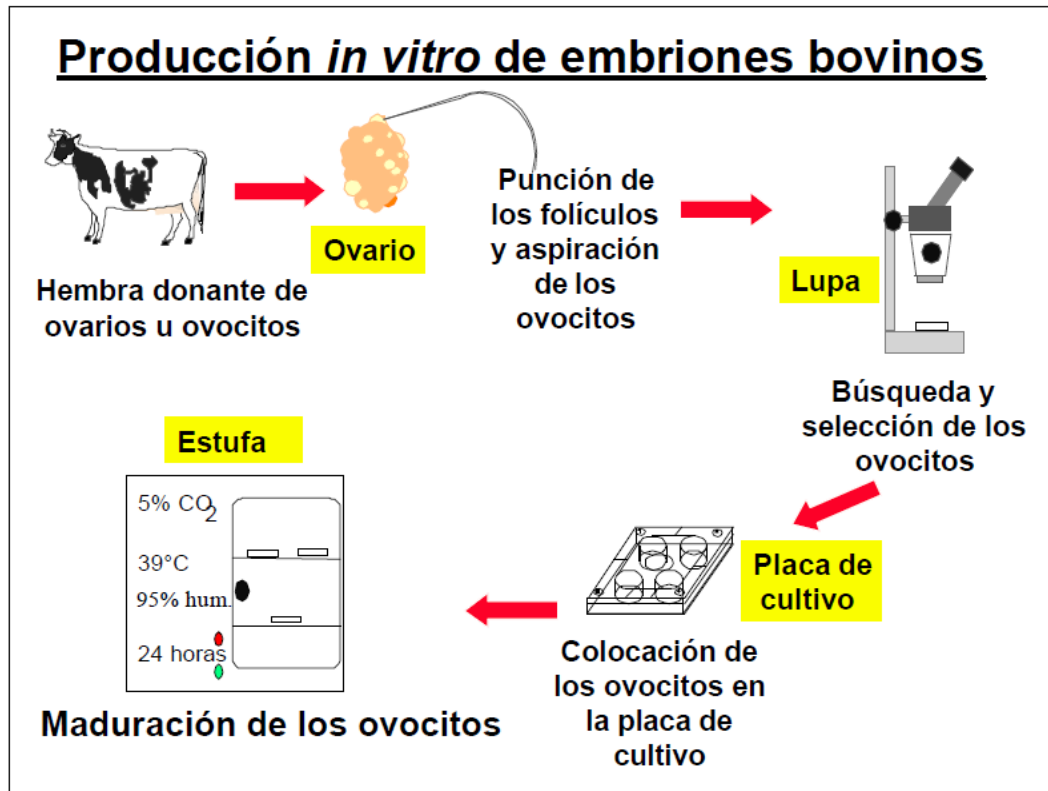 Producción in vitro de embriones bovinos
Hembra donante de
ovarios u ovocitos
Ovario
Punción de
los folículos
y aspiración
de los
ovocitos
Lupa
Búsqueda y
selección de los
ovocitos
Placa de
cultivo
Colocación de
los ovocitos en
la placa de
cultivo
Estufa
5% CO2
39°C
95% hum.
24 horas
Maduración de los ovocitos